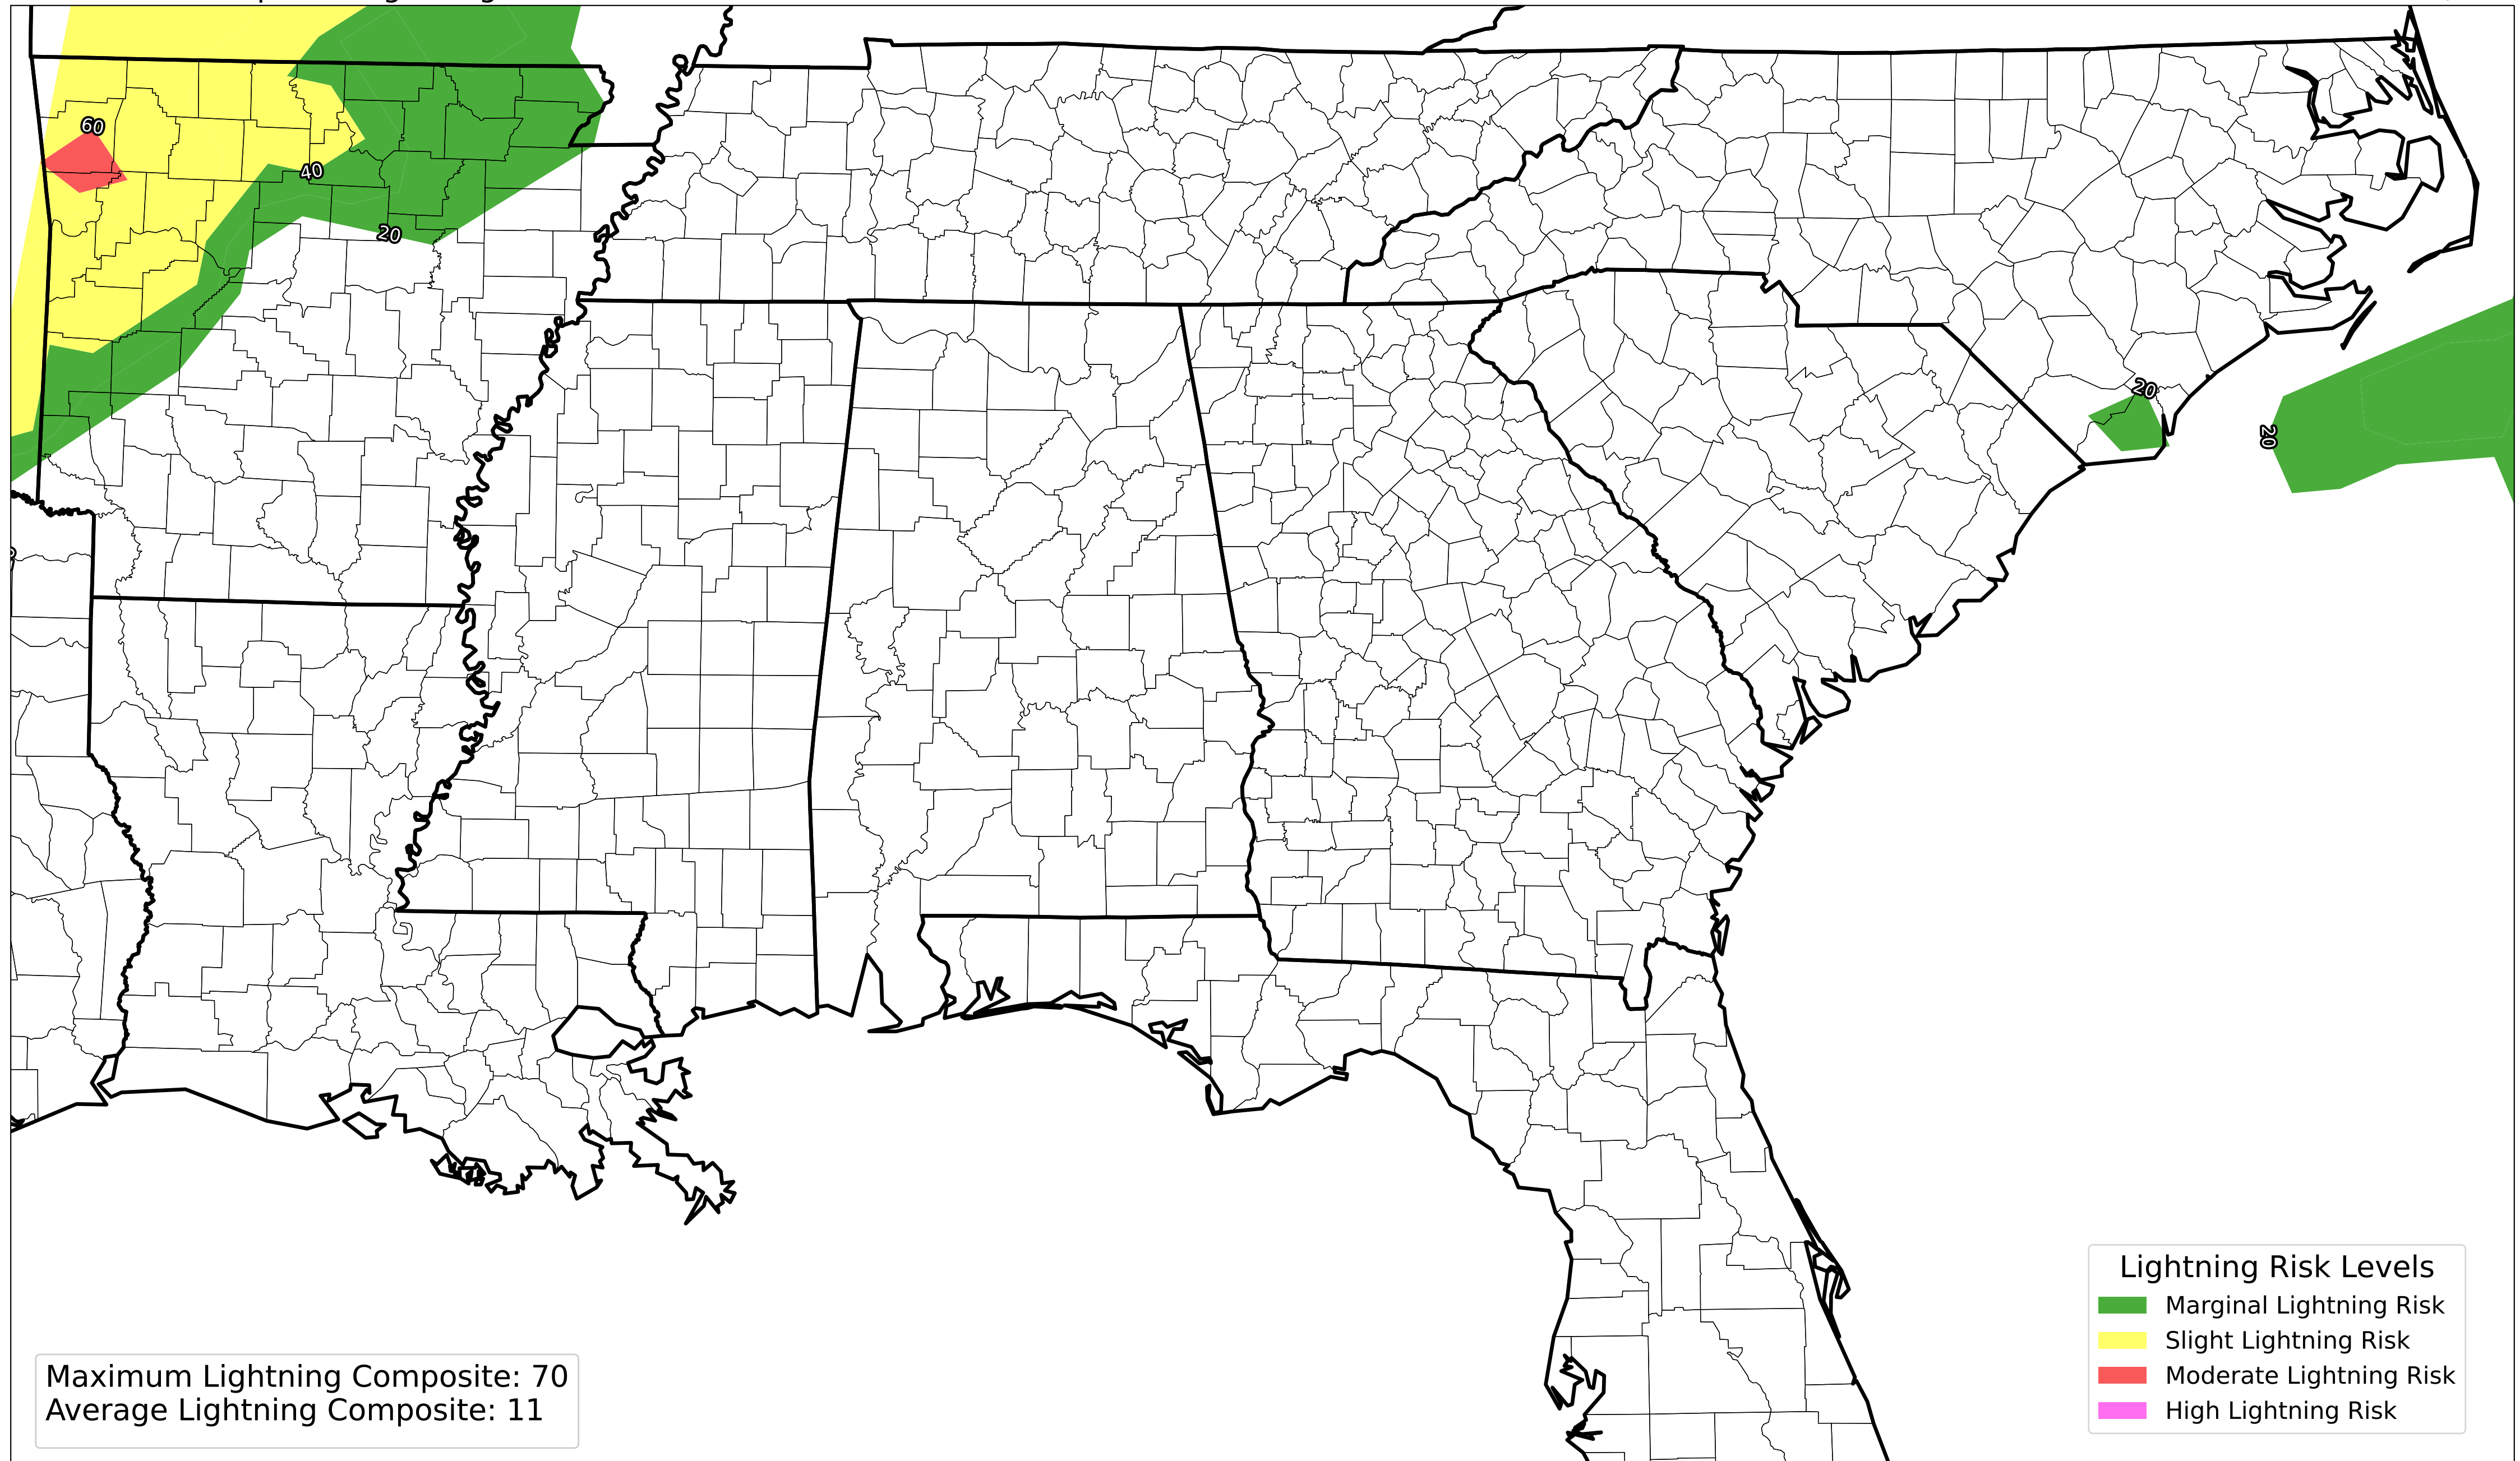 60
40
20
20
20
Lightning Risk Levels
Marginal Lightning Risk
Slight Lightning Risk
Moderate Lightning Risk
High Lightning Risk
Maximum Lightning Composite: 70
Average Lightning Composite: 11